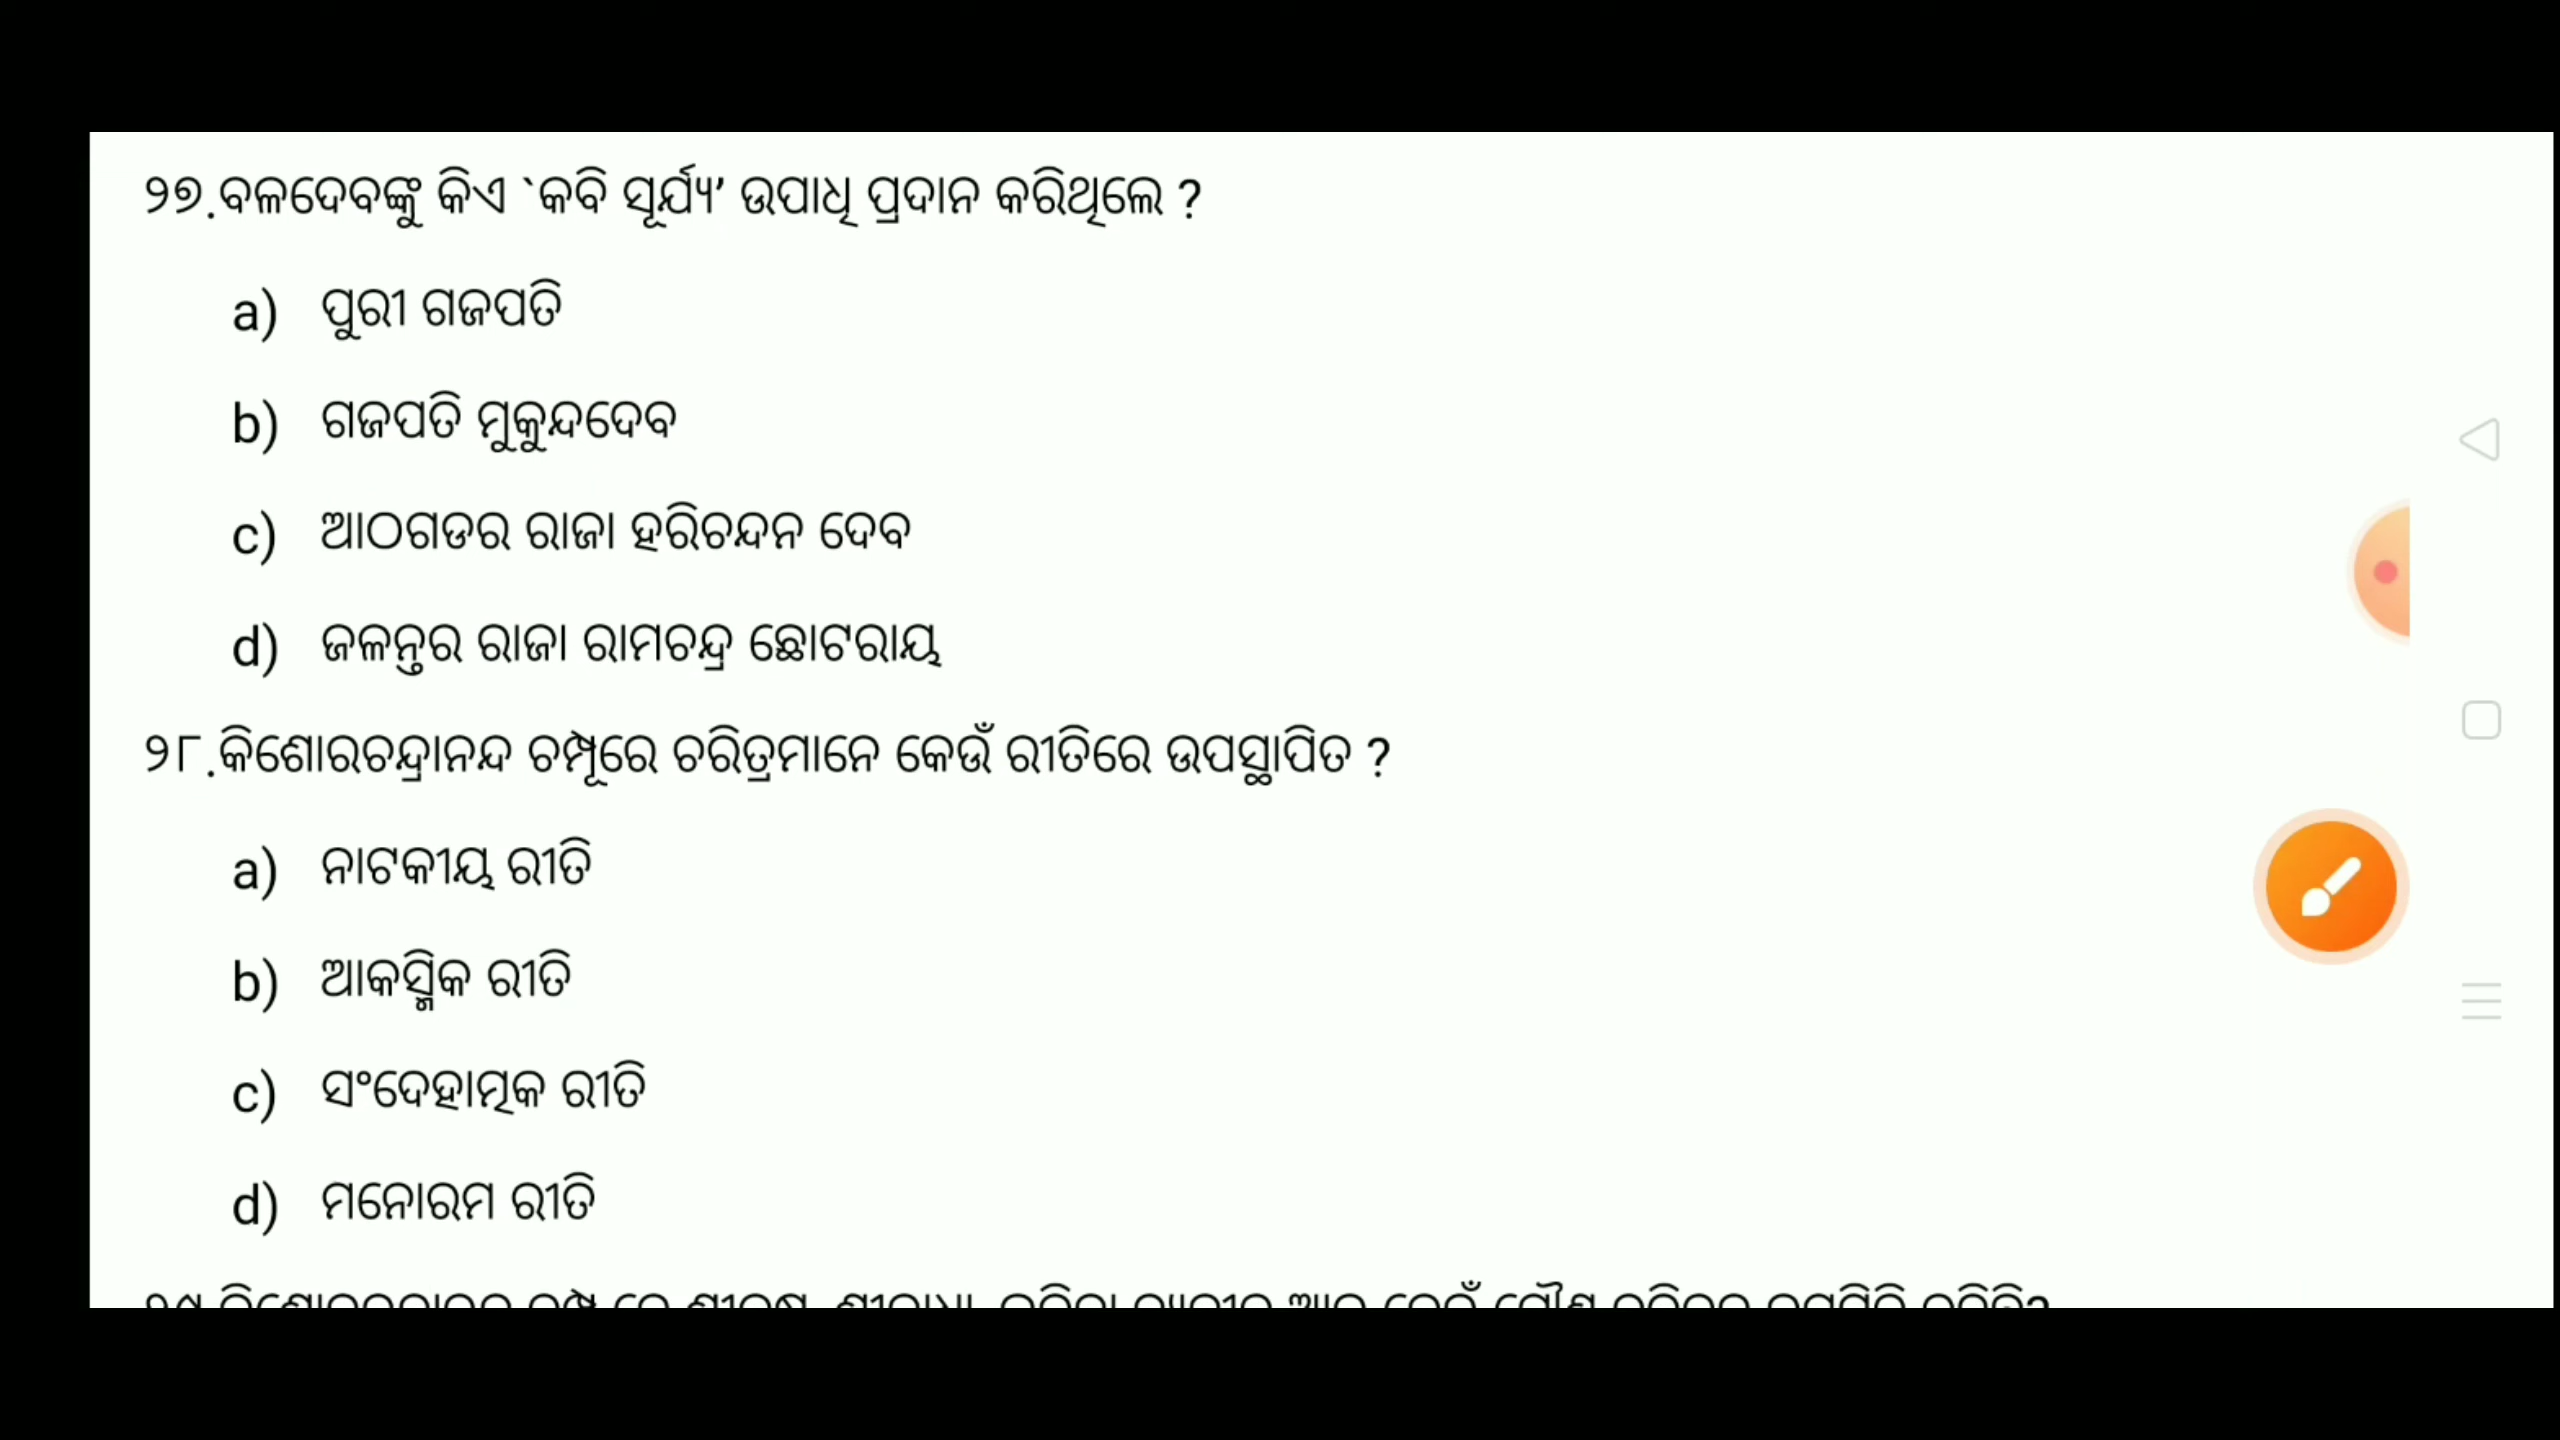 ୨୭.ବଳଦେବଙ୍କୁ କିଏ `କବି ସୂର୍ଯ୍ୟ’ ଉପାଧି ପ୍ରଦାନ କରିଥିଲେ ?
a) ପୁରୀ ଗଜପତି
b) ଗଜପତି ମୁକୁନ୍ଦଦେବ
c) ଆଠଗଡର ରାଜା ହରିଚନ୍ଦନ ଦେବ
d) ଜଳନ୍ତର ରାଜା ରାମଚନ୍ଦ୍ର ଛୋଟରାୟ
୨୮.କିଶୋରଚନ୍ଦ୍ରାନନ୍ଦ ଚମ୍ପୂରେ ଚରିତ୍ରମାନେ କେଉଁ ରୀତିରେ ଉପସ୍ଥାପିତ ?
a) ନାଟକୀୟ ରୀତି
b) ଆକସ୍ମିକ ରୀତି
c) ସଂଦେହାତ୍ମକ ରୀତି
d) ମନୋରମ ରୀତି